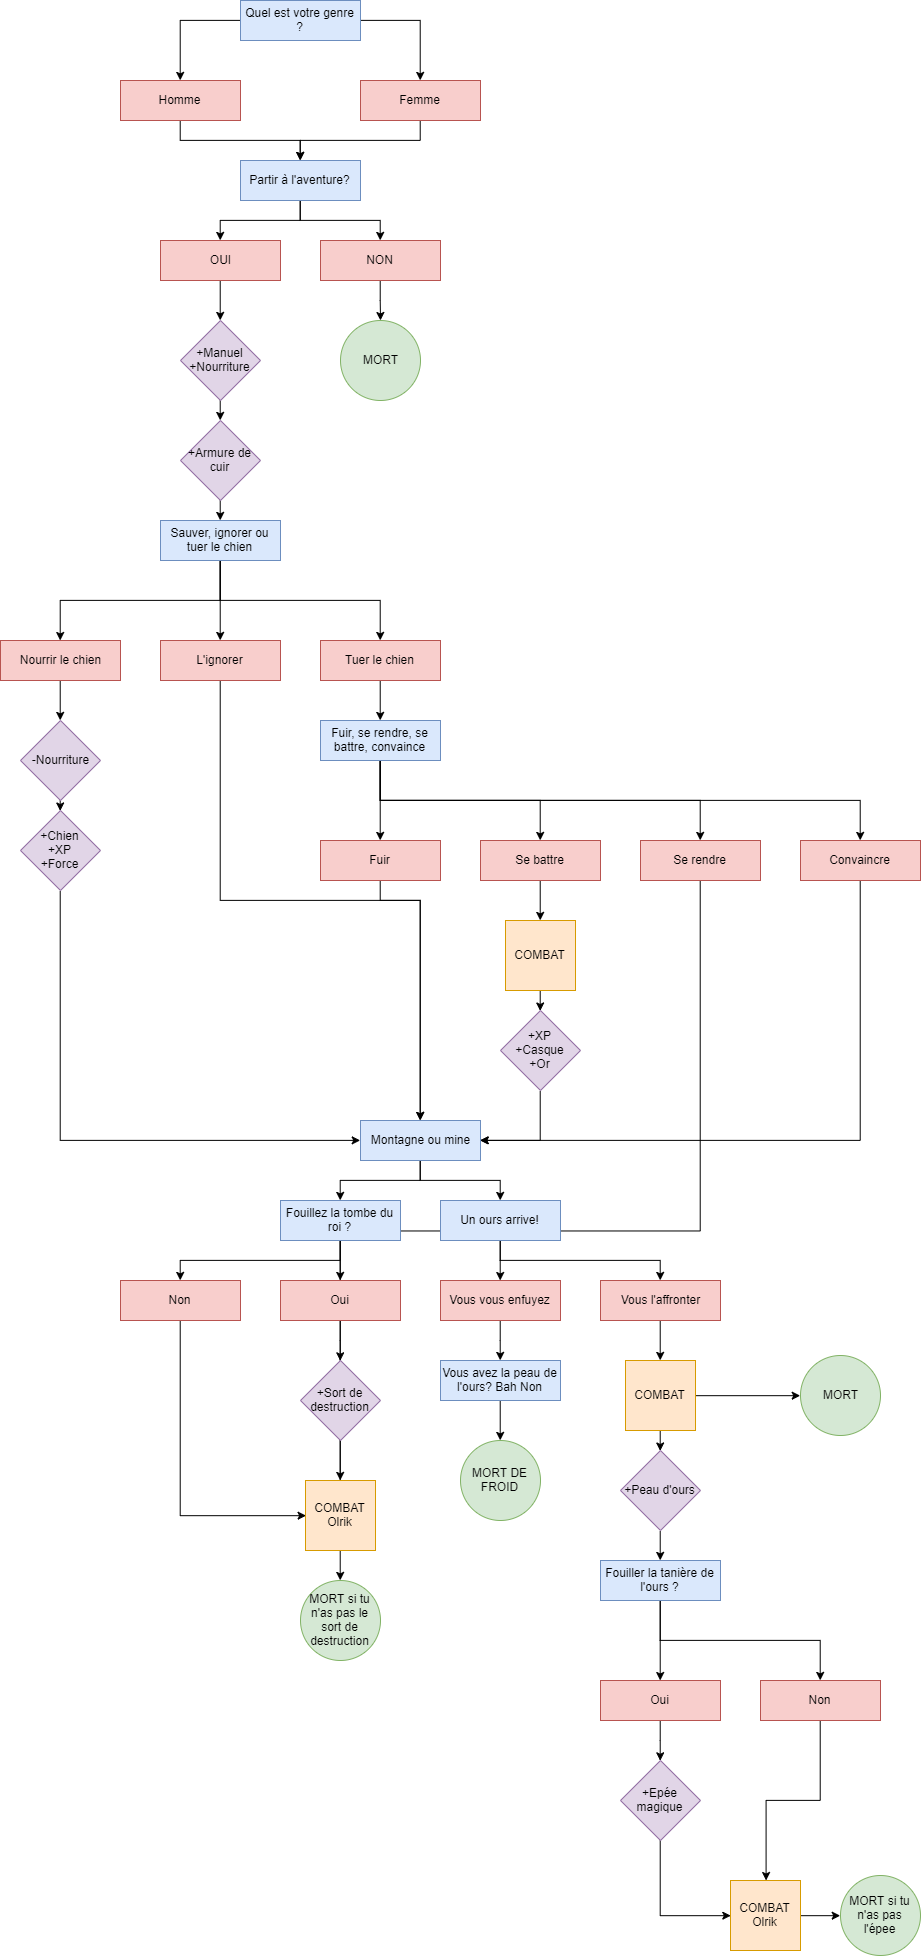 Quel est votre genre
?
Homme
Femme
Partir à l'aventure?
OUI
NON
+Manuel
+Nourriture
MORT
+Armure de
cuir
Sauver, ignorer ou
tuer le chien
Nourrir le chien
L'ignorer
Tuer le chien
-Nourriture
Fuir, se rendre, se
battre, convaince
+Chien
+XP
+Force
Fuir
Se battre
Se rendre
Convaincre
COMBAT
+XP
+Casque
+Or
Montagne ou mine
Fouillez la tombe du
roi ?
Un ours arrive!
Non
Oui
Vous vous enfuyez
Vous l'affronter
+Sort de
destruction
Vous avez la peau de
l'ours? Bah Non
COMBAT
MORT
MORT DE
FROID
+Peau d'ours
COMBAT
Olrik
MORT si tu
n'as pas le
sort de
destruction
Fouiller la tanière de
l'ours ?
Oui
Non
+Epée
magique
COMBAT
Olrik
MORT si tu
n'as pas
l'épee